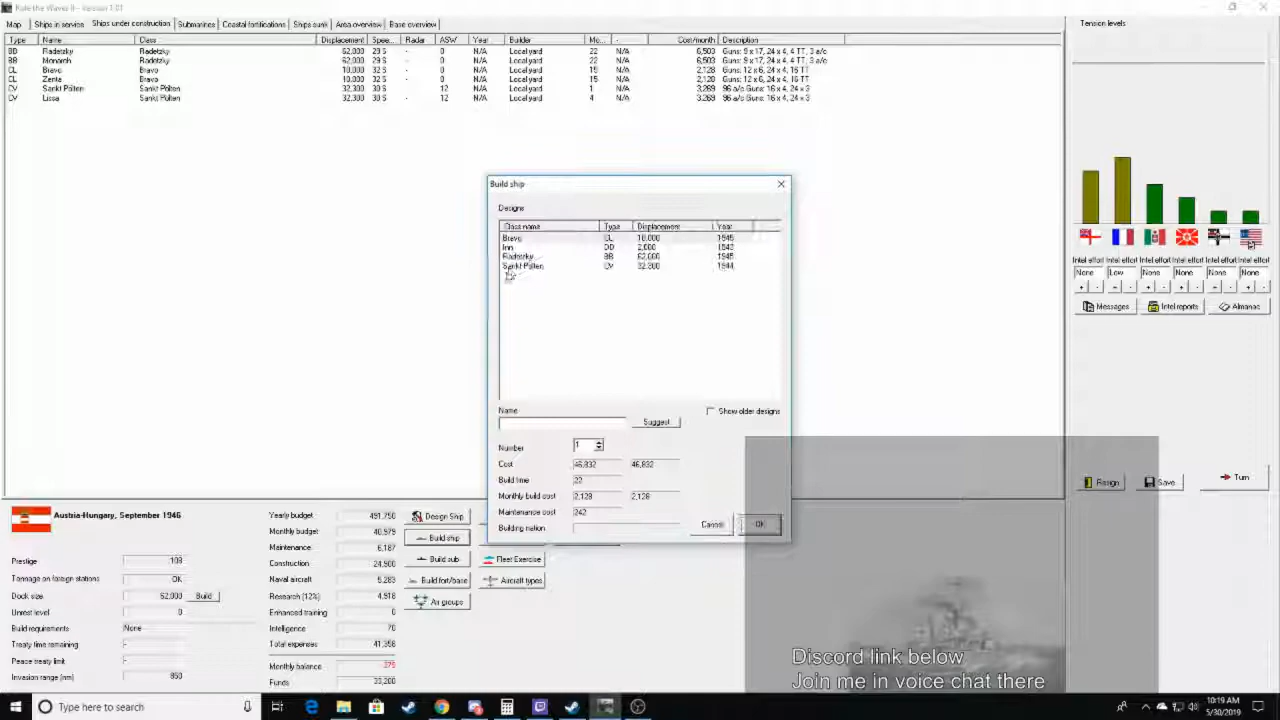 Rule the Waves II - Version 1.01
Map Ships in service Ships under construction Submarines Coastal fortifications Ships sunk Area overview Base overview
Type Name Class Displacement Spee... Radar ASW Year... Builder Mo... -. Cost/month Description
BB Radetzky Radetzky 62,000 29 S - 0 N/A Local yard 22 N/A 6,503 Guns: 9 x 17, 24 x 4, 4 TT, 3 a/c
BB Monarch Radetzky 62,000 29 S - 0 N/A Local yard 22 N/A 6,503 Guns: 9 x 17, 24 x 4, 4 TT, 3 a/c
CL Bravo Bravo 10,000 32 S - 0 N/A Local yard 15 N/A 2,128 Guns: 12 x 6, 24 x 4, 16 TT
CL Zenta Bravo 10,000 32 S - 0 N/A Local yard 15 N/A 2,128 Guns: 12 x 6, 24 x 4, 16 TT
CV Sankt Pölten Sankt Pölten 32,300 30 S - 12 N/A Local yard 1 N/A 3,269 96 a/c Guns: 16 x 4, 24 x 3
CV Lissa Sankt Pölten 32,300 30 S - 12 N/A Local yard 4 N/A 3,269 96 a/c Guns: 16 x 4, 24 x 3
Tension levels
Intel effort Intel effort Intel effort Intel effort Intel effort Intel effort
None Low None None None None
+ - + - + - + - + - + -
Messages Intel reports Almanac
Build ship
Designs
Class name Type Displacement Year
Bravo CL 10,000 1945
Inn DD 2,000 1943
Radetzky BB 62,000 1945
Sankt Pölten CV 32,300 1944
Name
Suggest
Show older designs
Number 1
Cost 46,832 46,832
Build time 22
Monthly build cost 2,128 2,128
Maintenance cost 242
Building nation
Cancel OK
Resign Save Turn
Austria-Hungary, September 1946
Prestige 109
Tonnage on foreign stations OK
Dock size 62,000 Build
Unrest level 0
Build requirements None
Treaty time remaining -
Peace treaty limit -
Invasion range (nm) 850
Yearly budget 491,750
Monthly budget 40,979
Maintenance 6,187
Construction 24,900
Naval aircraft 5,283
Research (12%) 4,918
Enhanced training 0
Intelligence 70
Total expenses 41,358
Monthly balance -379
Funds 33,200
Design Ship
Build ship
Build sub
Build fort/base
Air groups
Fleet Exercise
Aircraft types
Discord link below
Join me in voice chat there
Type here to search
10:19 AM
5/30/2019